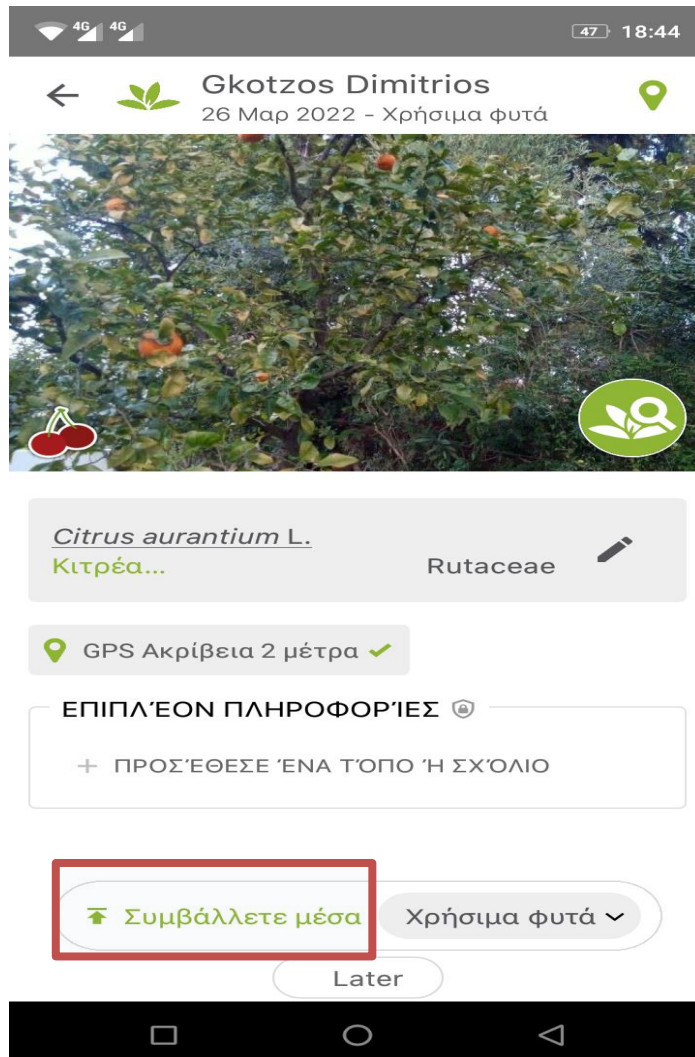 4G 4G 47 18:44
Gkotzos Dimitrios
26 Μαρ 2022 - Χρήσιμα φυτά
Citrus aurantium L.
Κιτρέα... Rutaceae
GPS Ακρίβεια 2 μέτρα
ΕΠΙΠΛΈΟΝ ΠΛΗΡΟΦΟΡΊΕΣ
+ ΠΡΟΣΈΘΕΣΕ ΈΝΑ ΤΌΠΟ Ή ΣΧΌΛΙΟ
Συμβάλλετε μέσα Χρήσιμα φυτά
Later